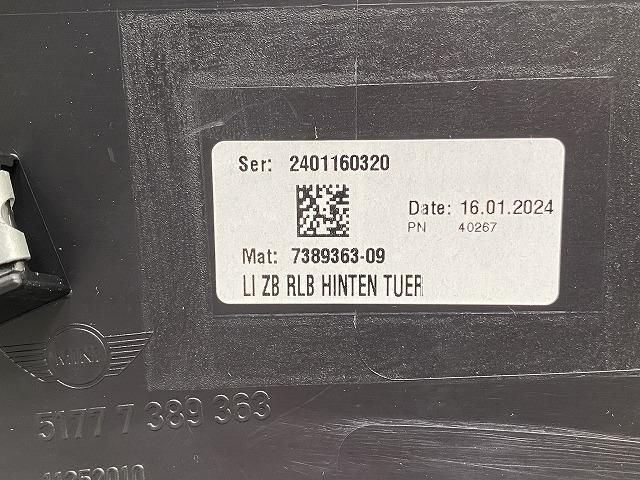 Ser: 2401160320
Date: 16.01.2024
PN 40267
Mat: 7389363-09
LI ZB RLB HINTEN TUER
MINI
5177 7 389 363